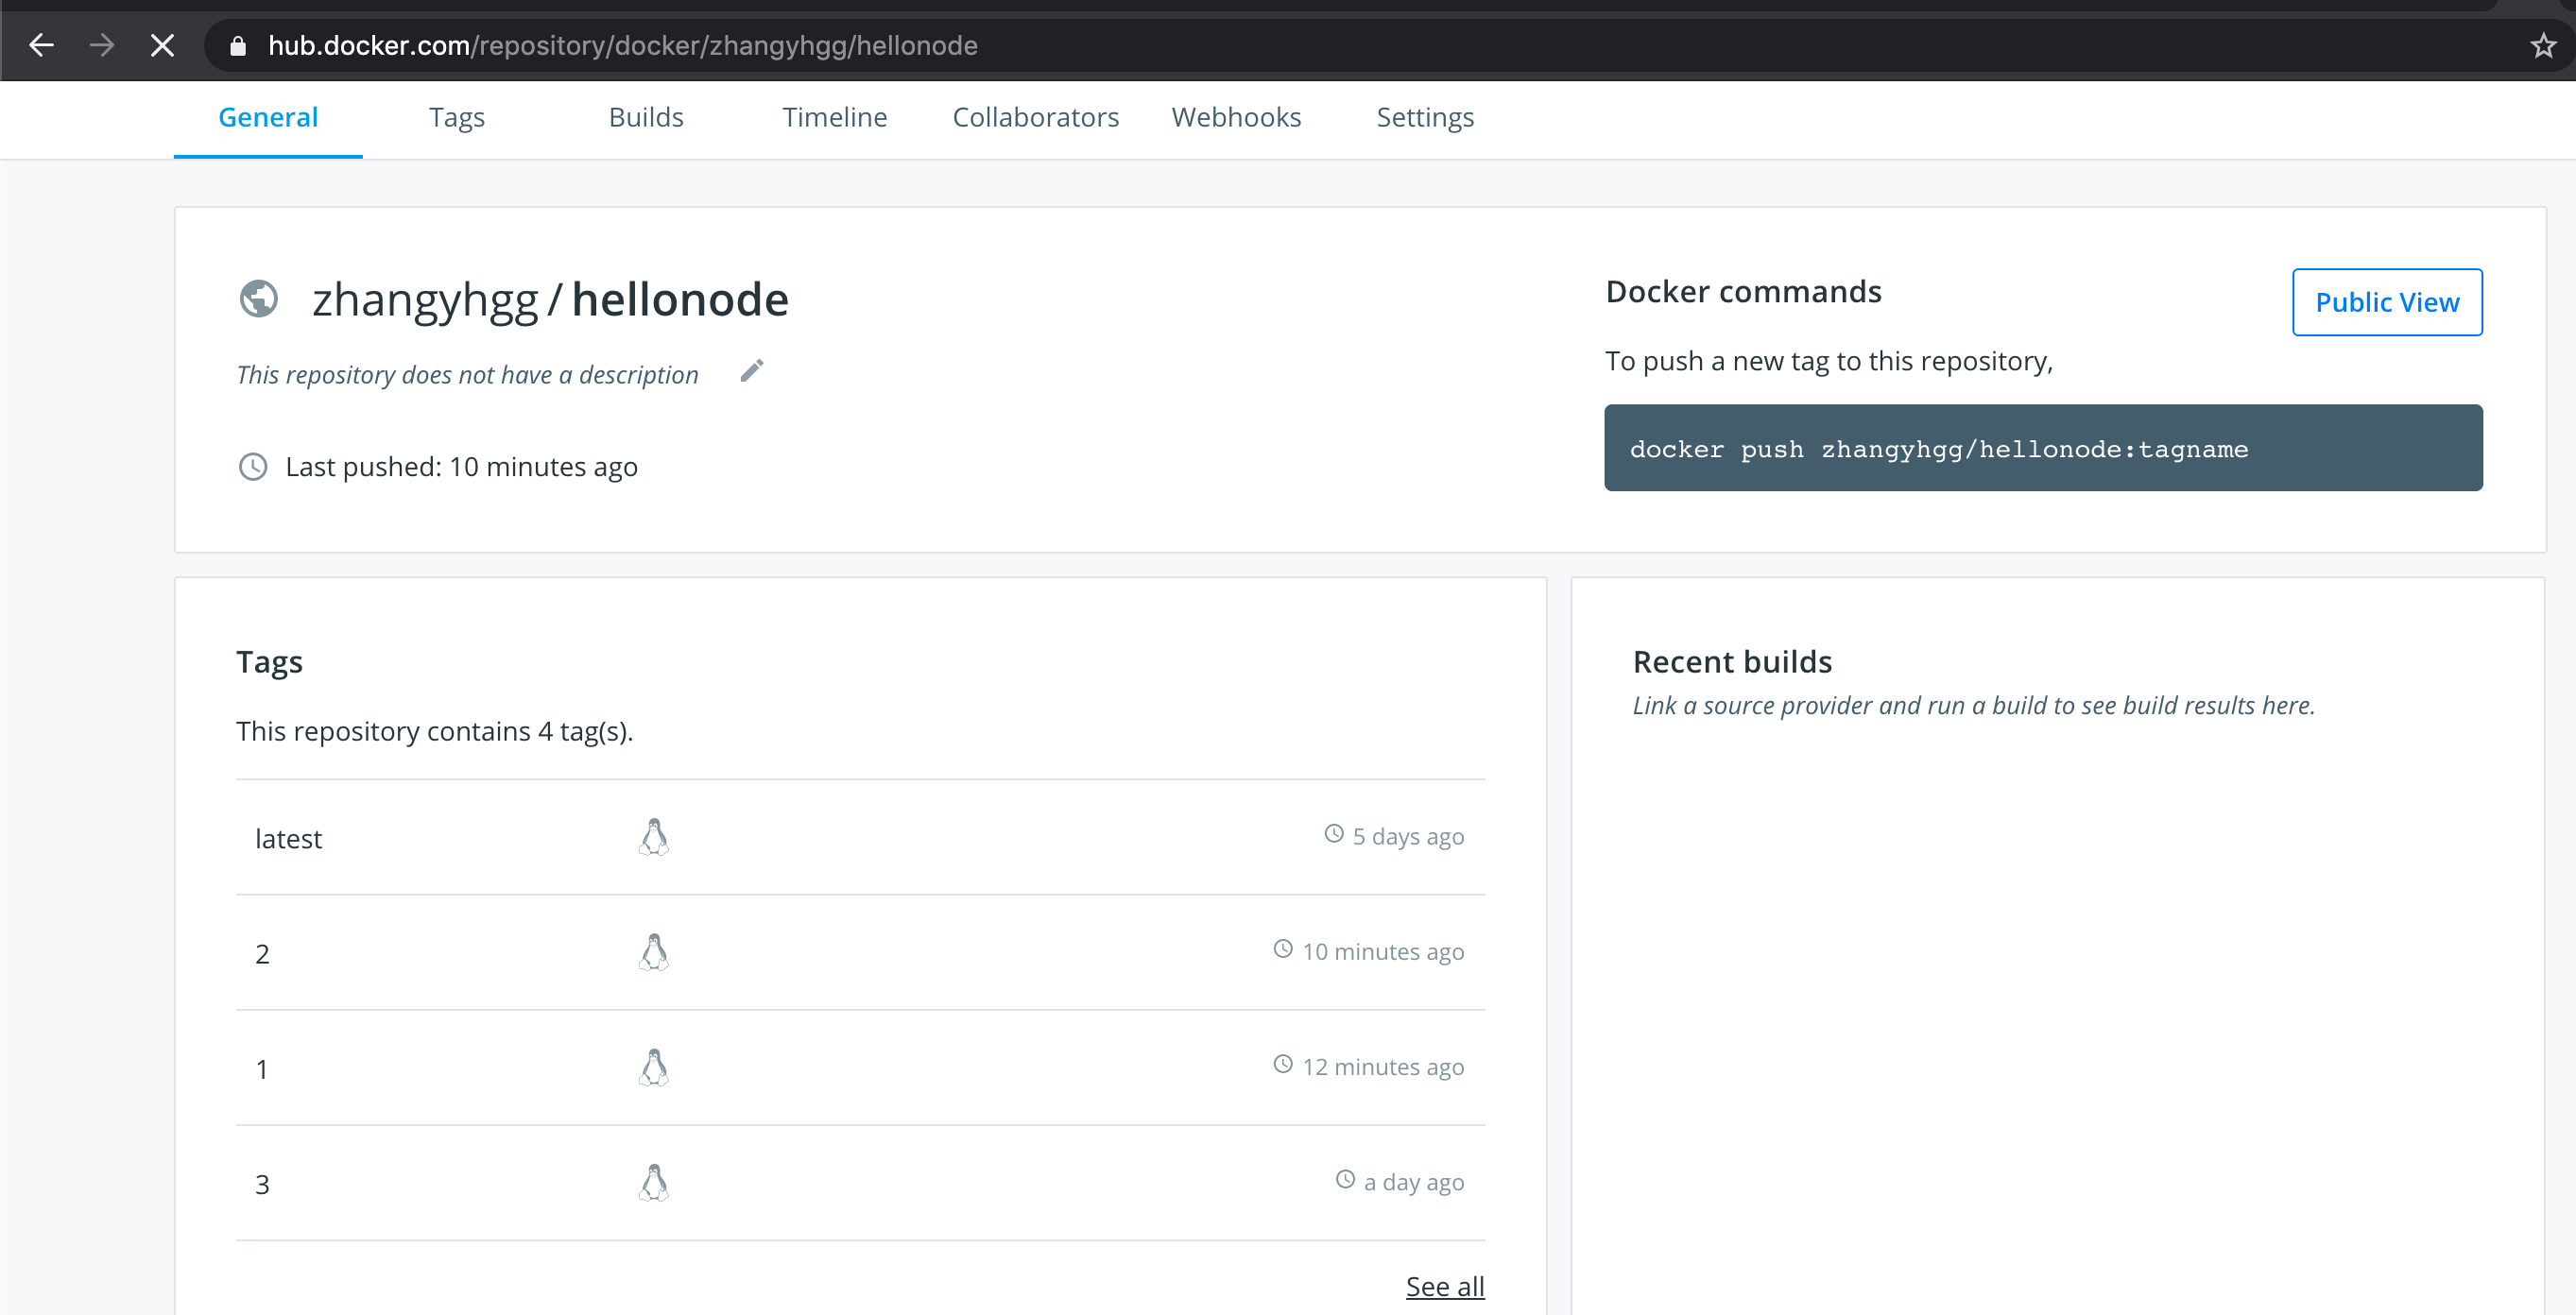 hub.docker.com/repository/docker/zhangyhgg/hellonode
General Tags Builds Timeline Collaborators Webhooks Settings
zhangyhgg / hellonode
This repository does not have a description
Last pushed: 10 minutes ago
Docker commands
Public View
To push a new tag to this repository,
docker push zhangyhgg/hellonode:tagname
Tags
This repository contains 4 tag(s).
latest 5 days ago
2 10 minutes ago
1 12 minutes ago
3 a day ago
See all
Recent builds
Link a source provider and run a build to see build results here.